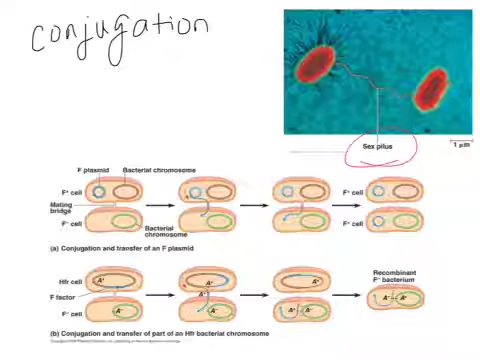 conjugation
Sex pilus
1 µm
F plasmid Bacterial chromosome
F⁺ cell
Mating bridge
F⁻ cell
Bacterial chromosome
F⁺ cell
F⁺ cell
(a) Conjugation and transfer of an F plasmid
Hfr cell
A⁺
F factor
F⁻ cell
A⁻
A⁺
A⁺
A⁻
A⁺
A⁺
A⁻
Recombinant
F⁻ bacterium
A⁻
A⁺
(b) Conjugation and transfer of part of an Hfr bacterial chromosome